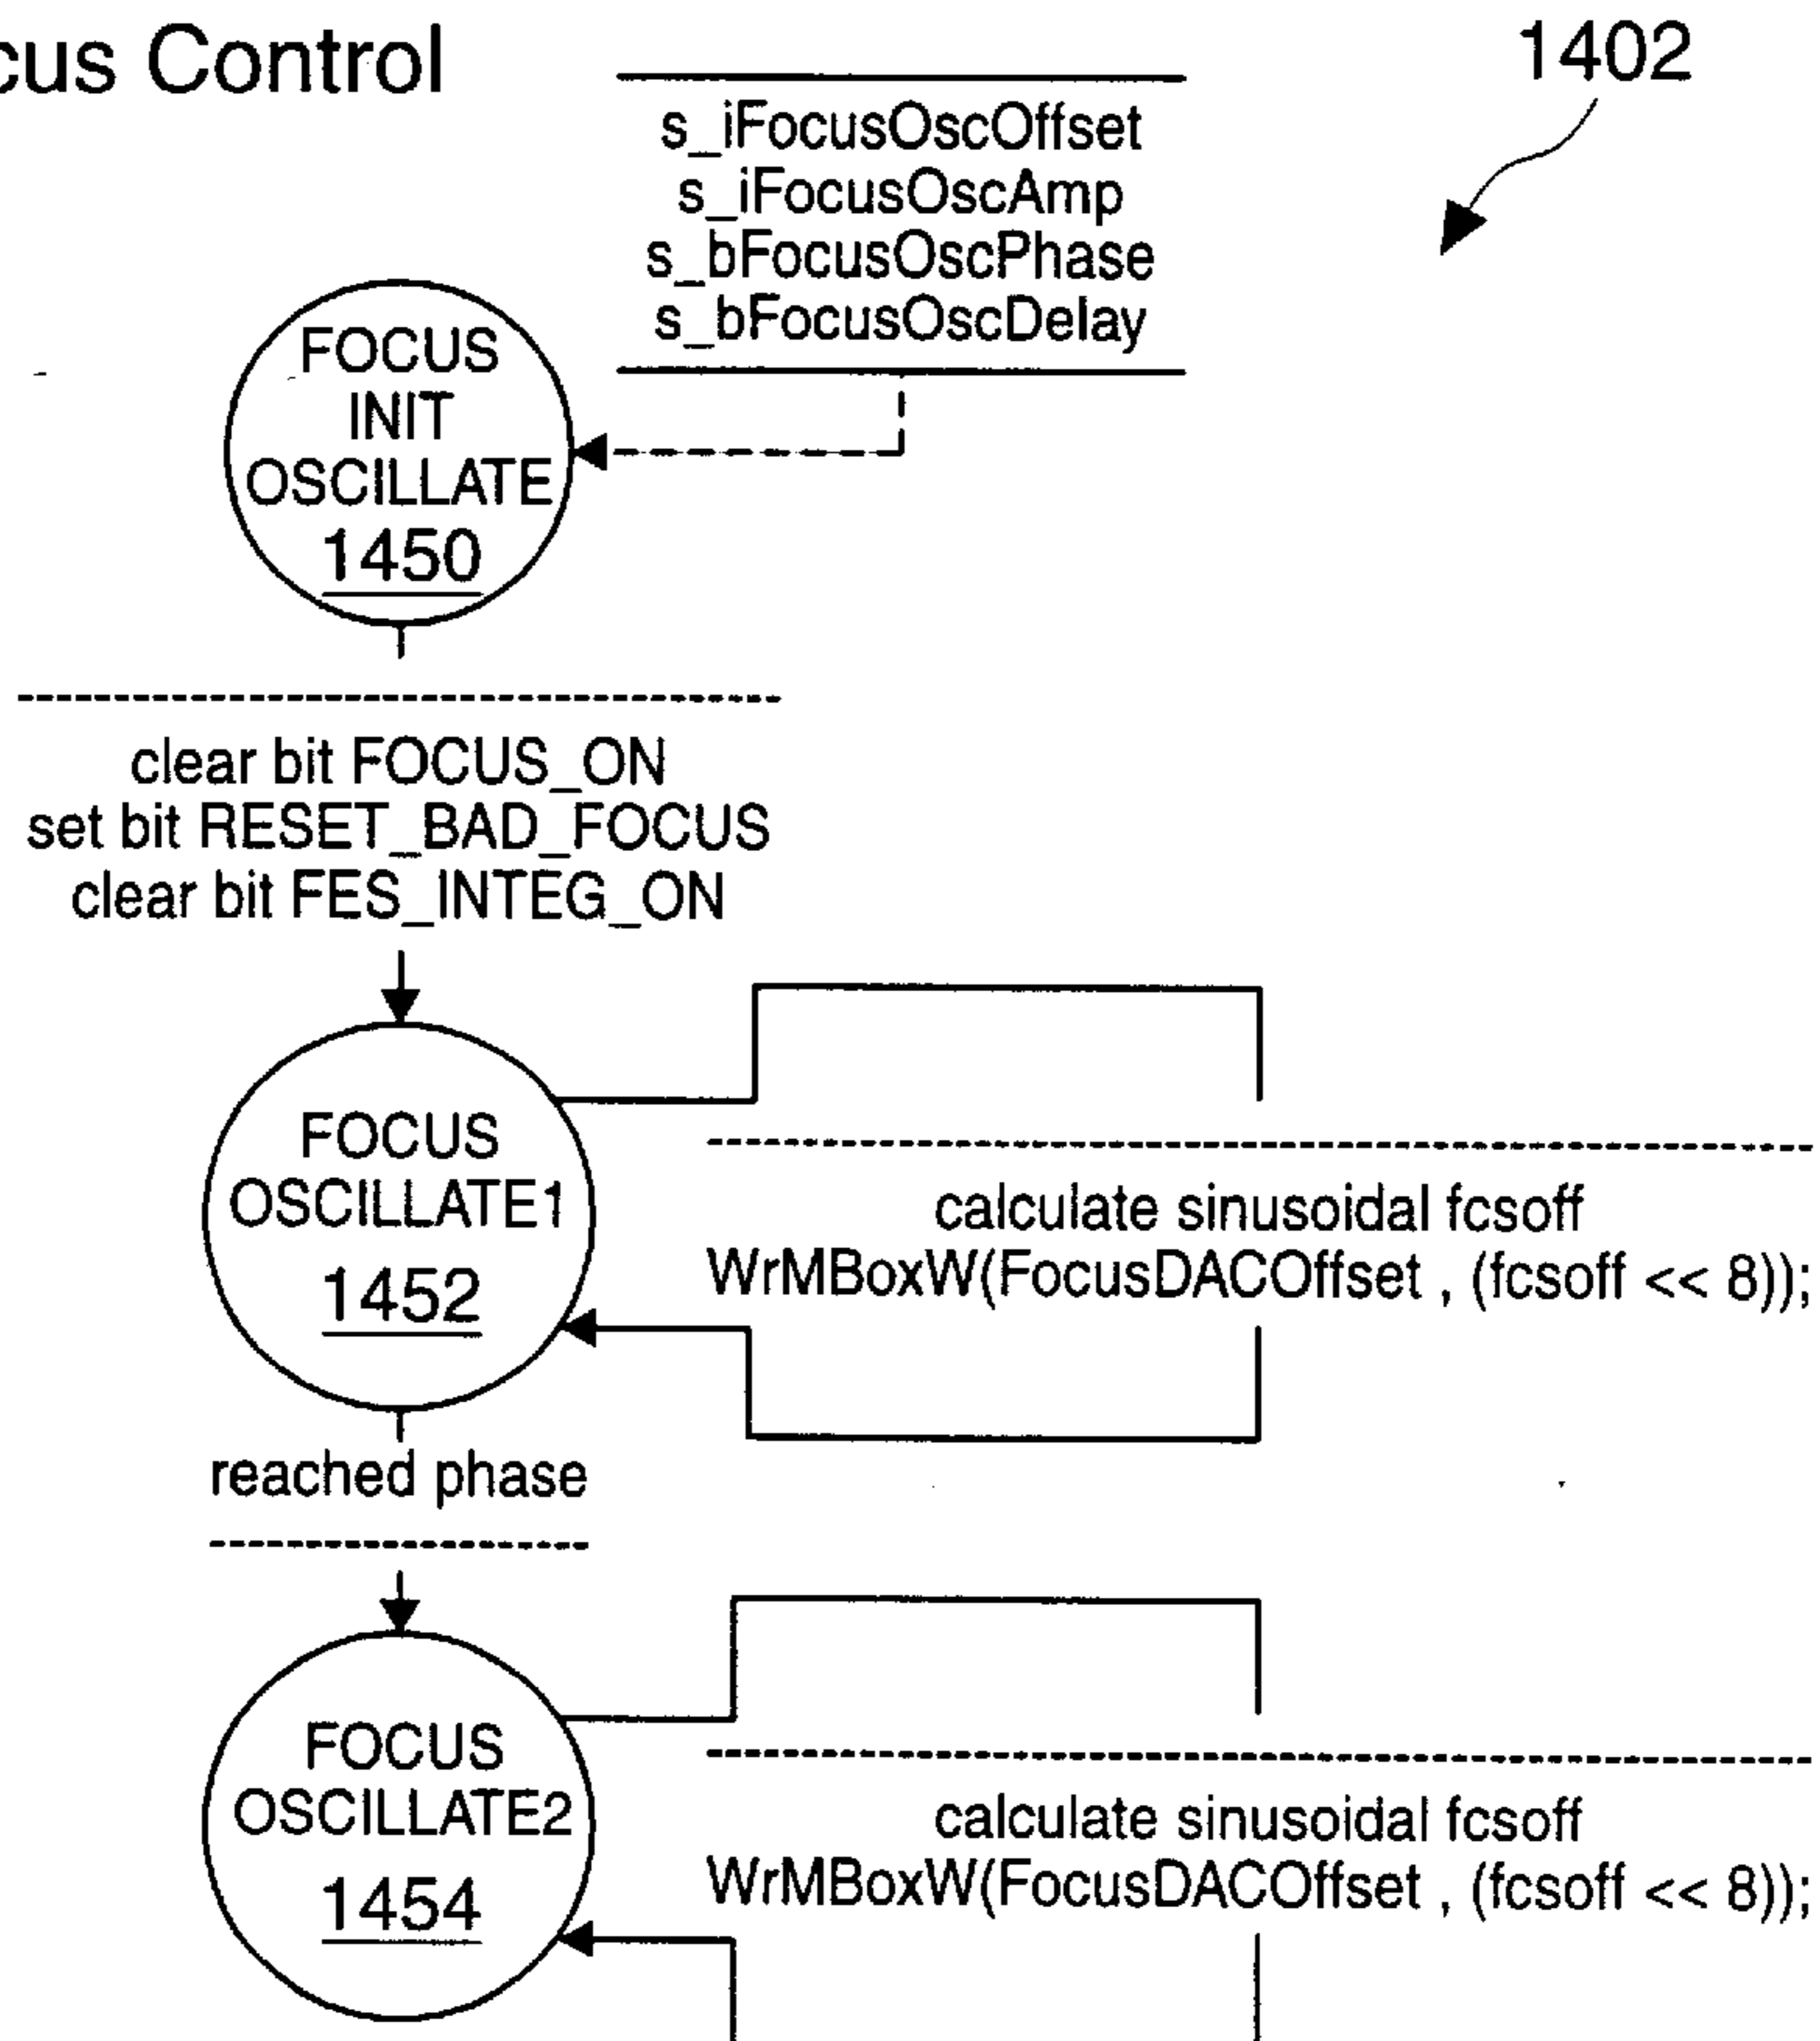 cus Control
1402
s_iFocusOscOffset
s_iFocusOscAmp
s_bFocusOscPhase
s_bFocusOscDelay
FOCUS
INIT
OSCILLATE
1450
clear bit FOCUS_ON
set bit RESET_BAD_FOCUS
clear bit FES_INTEG_ON
FOCUS
OSCILLATE1
1452
calculate sinusoidal fcsoff
WrMBoxW(FocusDACOffset , (fcsoff << 8));
reached phase
FOCUS
OSCILLATE2
1454
calculate sinusoidal fcsoff
WrMBoxW(FocusDACOffset , (fcsoff << 8));